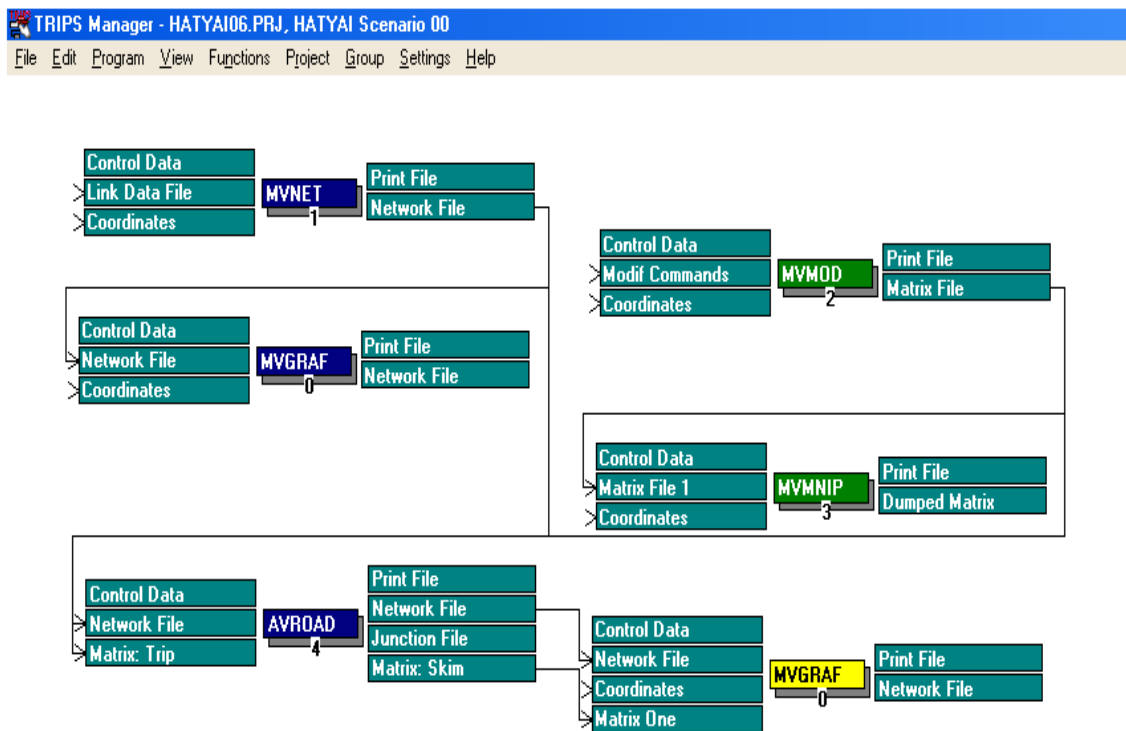 TRIPS Manager - HATYAI06.PRJ, HATYAI Scenario 00
File Edit Program View Functions Project Group Settings Help
Control Data
Link Data File
Coordinates
MVNET
1
Print File
Network File
Control Data
Modif Commands
Coordinates
MVMOD
2
Print File
Matrix File
Control Data
Network File
Coordinates
MVGRAF
0
Print File
Network File
Control Data
Matrix File 1
Coordinates
MVMNIP
3
Print File
Dumped Matrix
Control Data
Network File
Matrix: Trip
AVROAD
4
Print File
Network File
Junction File
Matrix: Skim
Control Data
Network File
Coordinates
Matrix One
MVGRAF
0
Print File
Network File